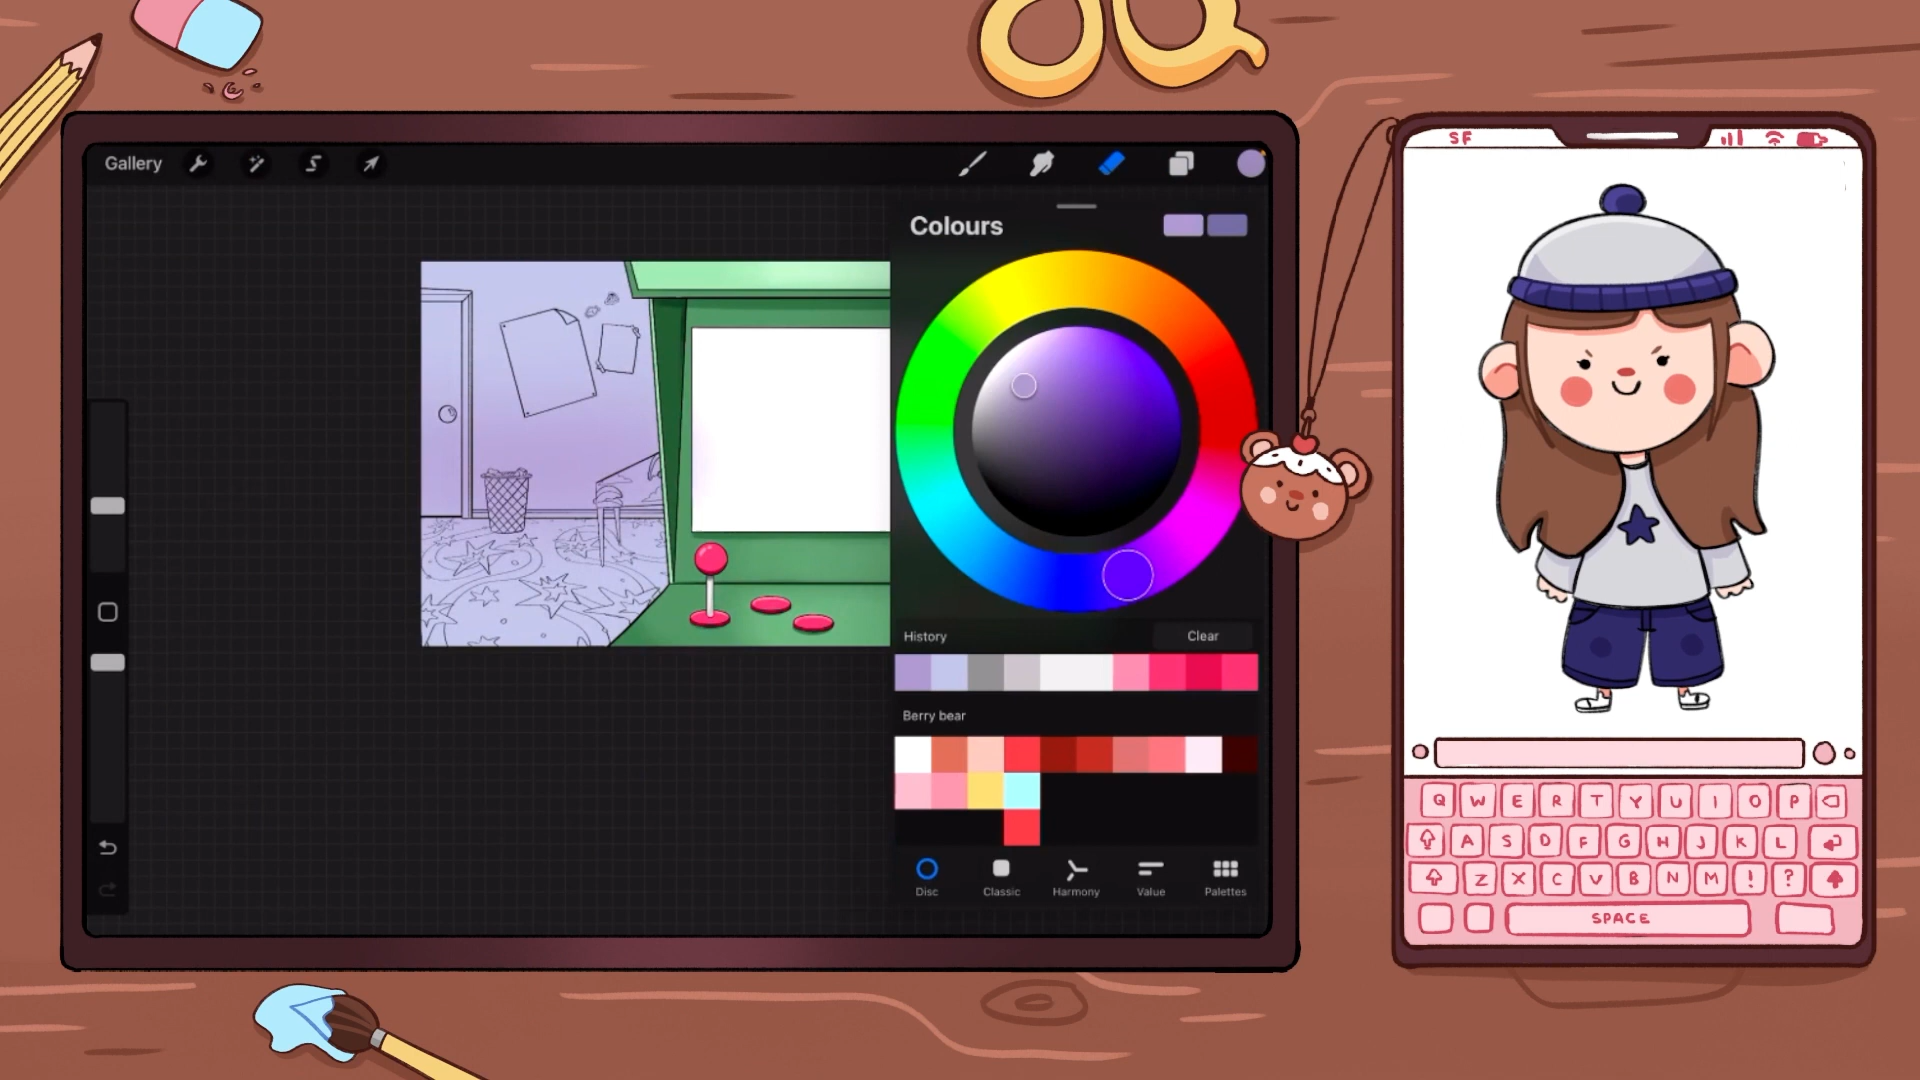 Gallery
Colours
History
Clear
Berry bear
Disc
Classic
Harmony
Value
Palettes
SF
Q W E R T Y U I O P
A S D F G H J K L
Z X C V B N M ! ?
SPACE